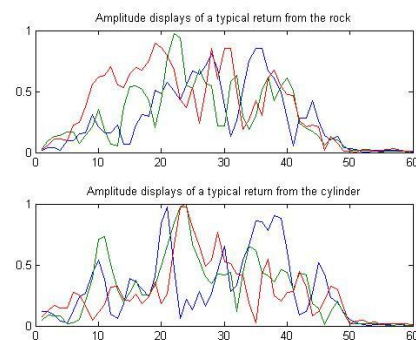 Amplitude displays of a typical return from the rock
1
0.5
0
0 10 20 30 40 50 60
Amplitude displays of a typical return from the cylinder
1
0.5
0
0 10 20 30 40 50 60